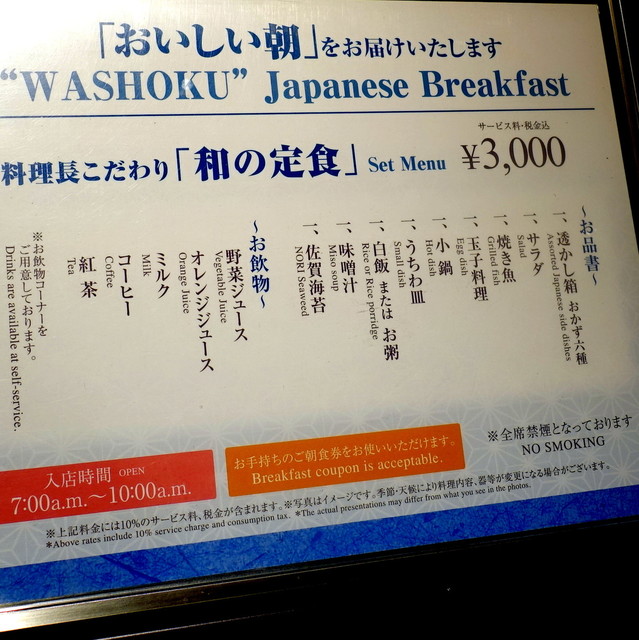 「おいしい朝」をお届けいたします
“WASHOKU” Japanese Breakfast
サービス料・税金込
料理長こだわり「和の定食」 Set Menu ¥3,000
～お品書～
一、透かし箱 おかず六種
Assorted Japanese side dishes
一、サラダ
Salad
一、焼き魚
Grilled fish
一、玉子料理
Egg dish
一、小鍋
Hot dish
一、うちわ皿
Small dish
一、白飯 または お粥
Rice or Rice porridge
一、味噌汁
Miso soup
一、佐賀海苔
NORI Seaweed
～お飲物～
野菜ジュース
Vegetable Juice
オレンジジュース
Orange Juice
ミルク
Milk
コーヒー
Coffee
紅茶
Tea
※お飲物コーナーを
ご用意しております。
Drinks are available at self-service.
※全席禁煙となっております
NO SMOKING
お手持ちのご朝食券をお使いいただけます。
Breakfast coupon is acceptable.
入店時間 OPEN
7:00a.m.～10:00a.m.
※上記料金には10%のサービス料、税金が含まれます。※写真はイメージです。季節・天候により料理内容、器等が変更になる場合がございます。
*Above rates include 10% service charge and consumption tax. *The actual presentations may differ from what you see in the photos.